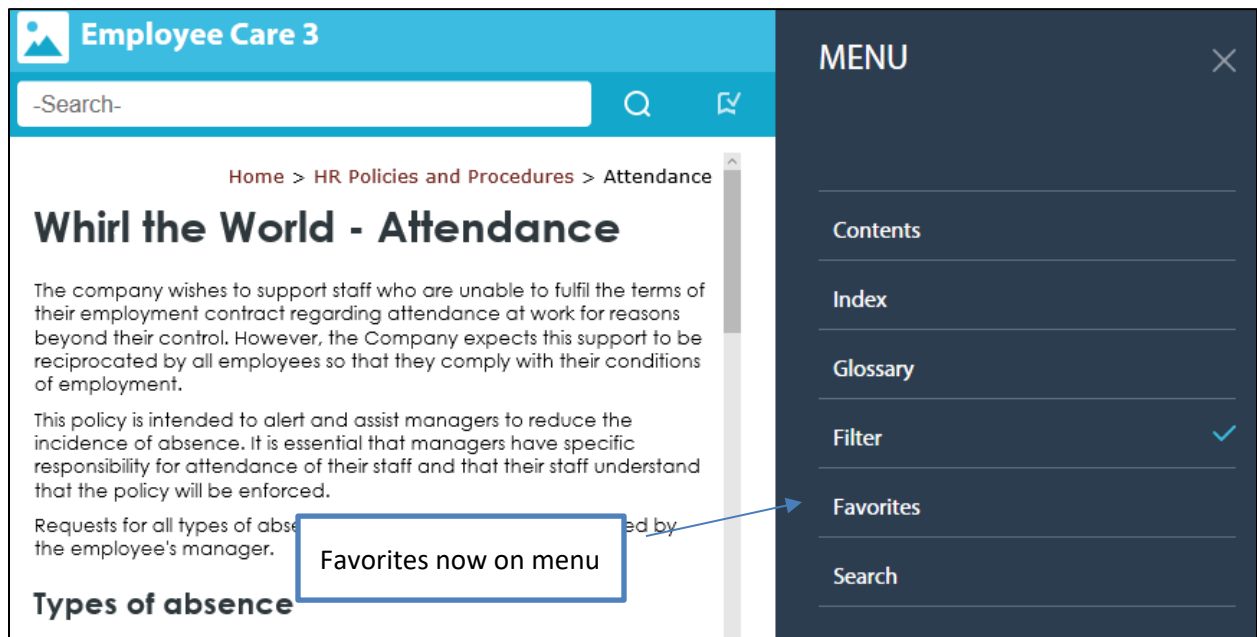 Employee Care 3
-Search-
Home > HR Policies and Procedures > Attendance
Whirl the World - Attendance
The company wishes to support staff who are unable to fulfil the terms of
their employment contract regarding attendance at work for reasons
beyond their control. However, the Company expects this support to be
reciprocated by all employees so that they comply with their conditions
of employment.
This policy is intended to alert and assist managers to reduce the
incidence of absence. It is essential that managers have specific
responsibility for attendance of their staff and that their staff understand
that the policy will be enforced.
Requests for all types of by
the employee's manager.
Favorites now on menu
Types of absence
MENU
Contents
Index
Glossary
Filter
Favorites
Search